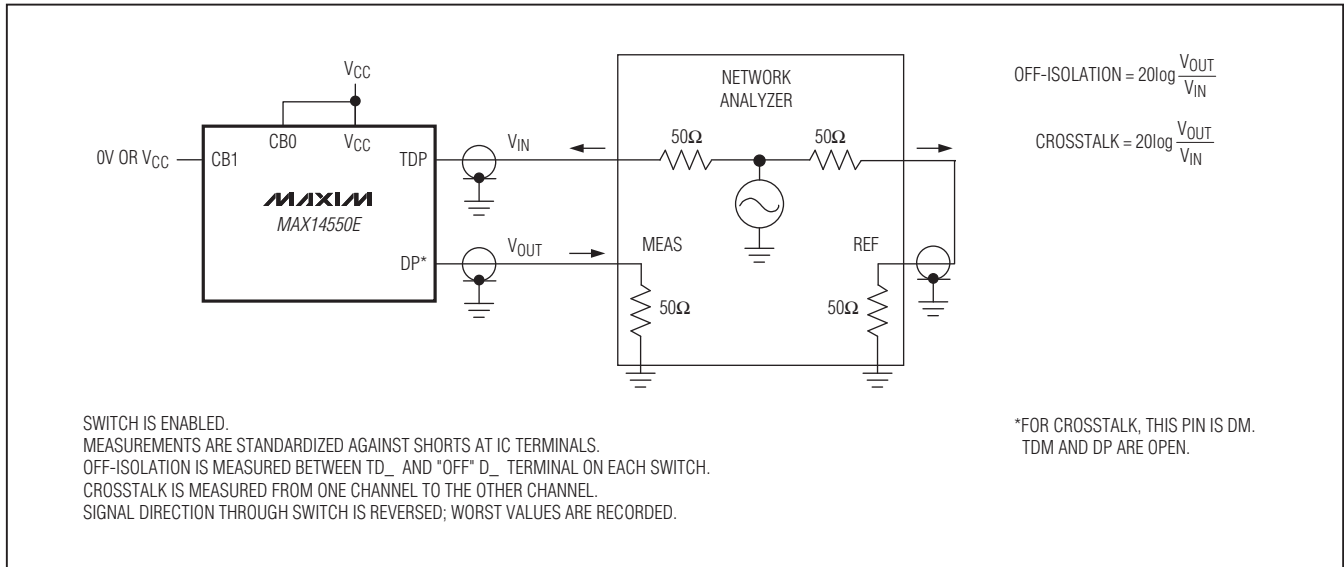 VCC
0V OR VCC
CB1
CB0
VCC
TDP
MAXIM
MAX14550E
DP*
VIN
VOUT
NETWORK
ANALYZER
50Ω
50Ω
MEAS
REF
50Ω
50Ω
OFF-ISOLATION = 20log VOUT/VIN
CROSSTALK = 20log VOUT/VIN
SWITCH IS ENABLED.
MEASUREMENTS ARE STANDARDIZED AGAINST SHORTS AT IC TERMINALS.
OFF-ISOLATION IS MEASURED BETWEEN TD_ AND "OFF" D_ TERMINAL ON EACH SWITCH.
CROSSTALK IS MEASURED FROM ONE CHANNEL TO THE OTHER CHANNEL.
SIGNAL DIRECTION THROUGH SWITCH IS REVERSED; WORST VALUES ARE RECORDED.
*FOR CROSSTALK, THIS PIN IS DM.
TDM AND DP ARE OPEN.